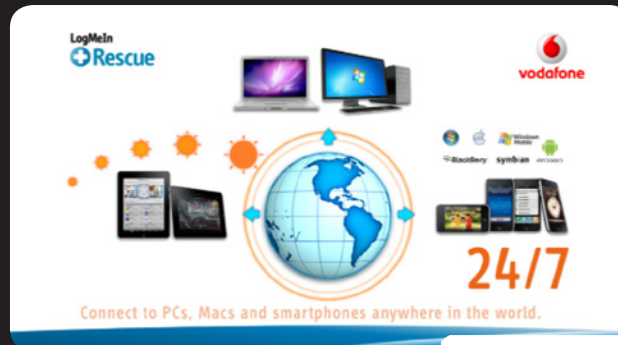 LogMeIn
Rescue
vodafone
Windows
Mobile
BlackBerry symbian
24/7
Connect to PCs, Macs and smartphones anywhere in the world.